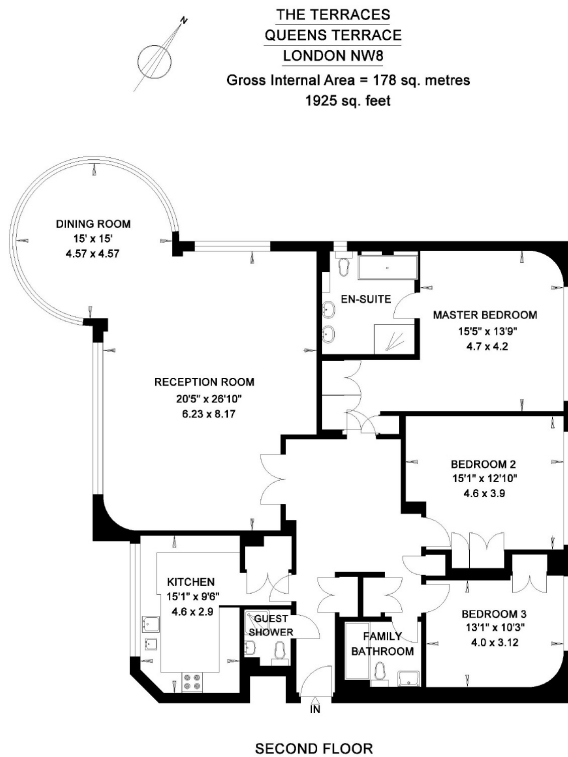 N
THE TERRACES
QUEENS TERRACE
LONDON NW8
Gross Internal Area = 178 sq. metres
1925 sq. feet
DINING ROOM
15' x 15'
4.57 x 4.57
EN-SUITE
MASTER BEDROOM
15'5" x 13'9"
4.7 x 4.2
RECEPTION ROOM
20'5" x 26'10"
6.23 x 8.17
BEDROOM 2
15'1" x 12'10"
4.6 x 3.9
KITCHEN
15'1" x 9'6"
4.6 x 2.9
GUEST
SHOWER
FAMILY
BATHROOM
BEDROOM 3
13'1" x 10'3"
4.0 x 3.12
IN
SECOND FLOOR